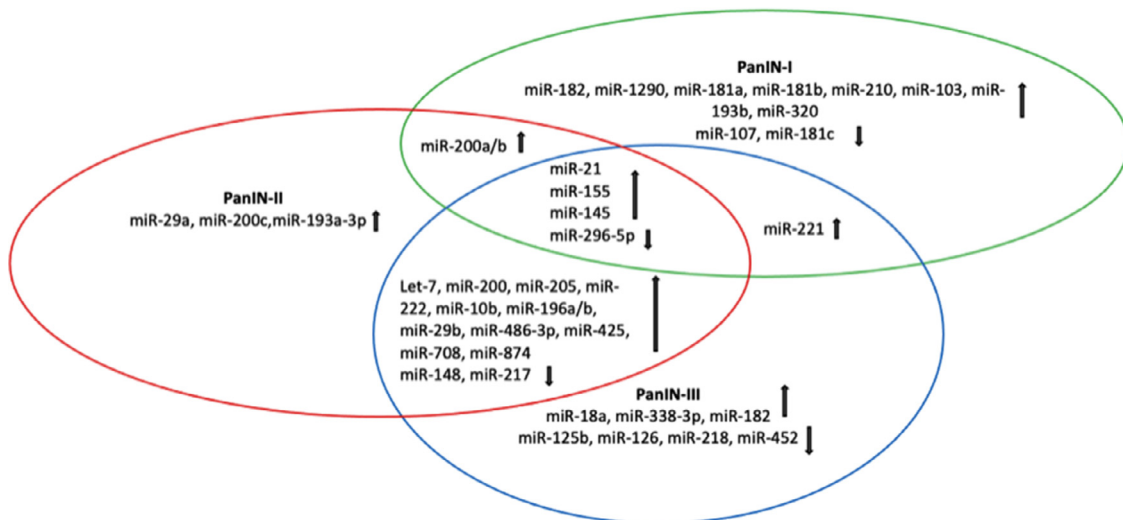 PanIN-I
miR-182, miR-1290, miR-181a, miR-181b, miR-210, miR-103, miR-
193b, miR-320
miR-107, miR-181c
miR-200a/b
miR-21
miR-155
miR-145
miR-296-5p
PanIN-II
miR-29a, miR-200c,miR-193a-3p
miR-221
Let-7, miR-200, miR-205, miR-
222, miR-10b, miR-196a/b,
miR-29b, miR-486-3p, miR-425,
miR-708, miR-874
miR-148, miR-217
PanIN-III
miR-18a, miR-338-3p, miR-182
miR-125b, miR-126, miR-218, miR-452